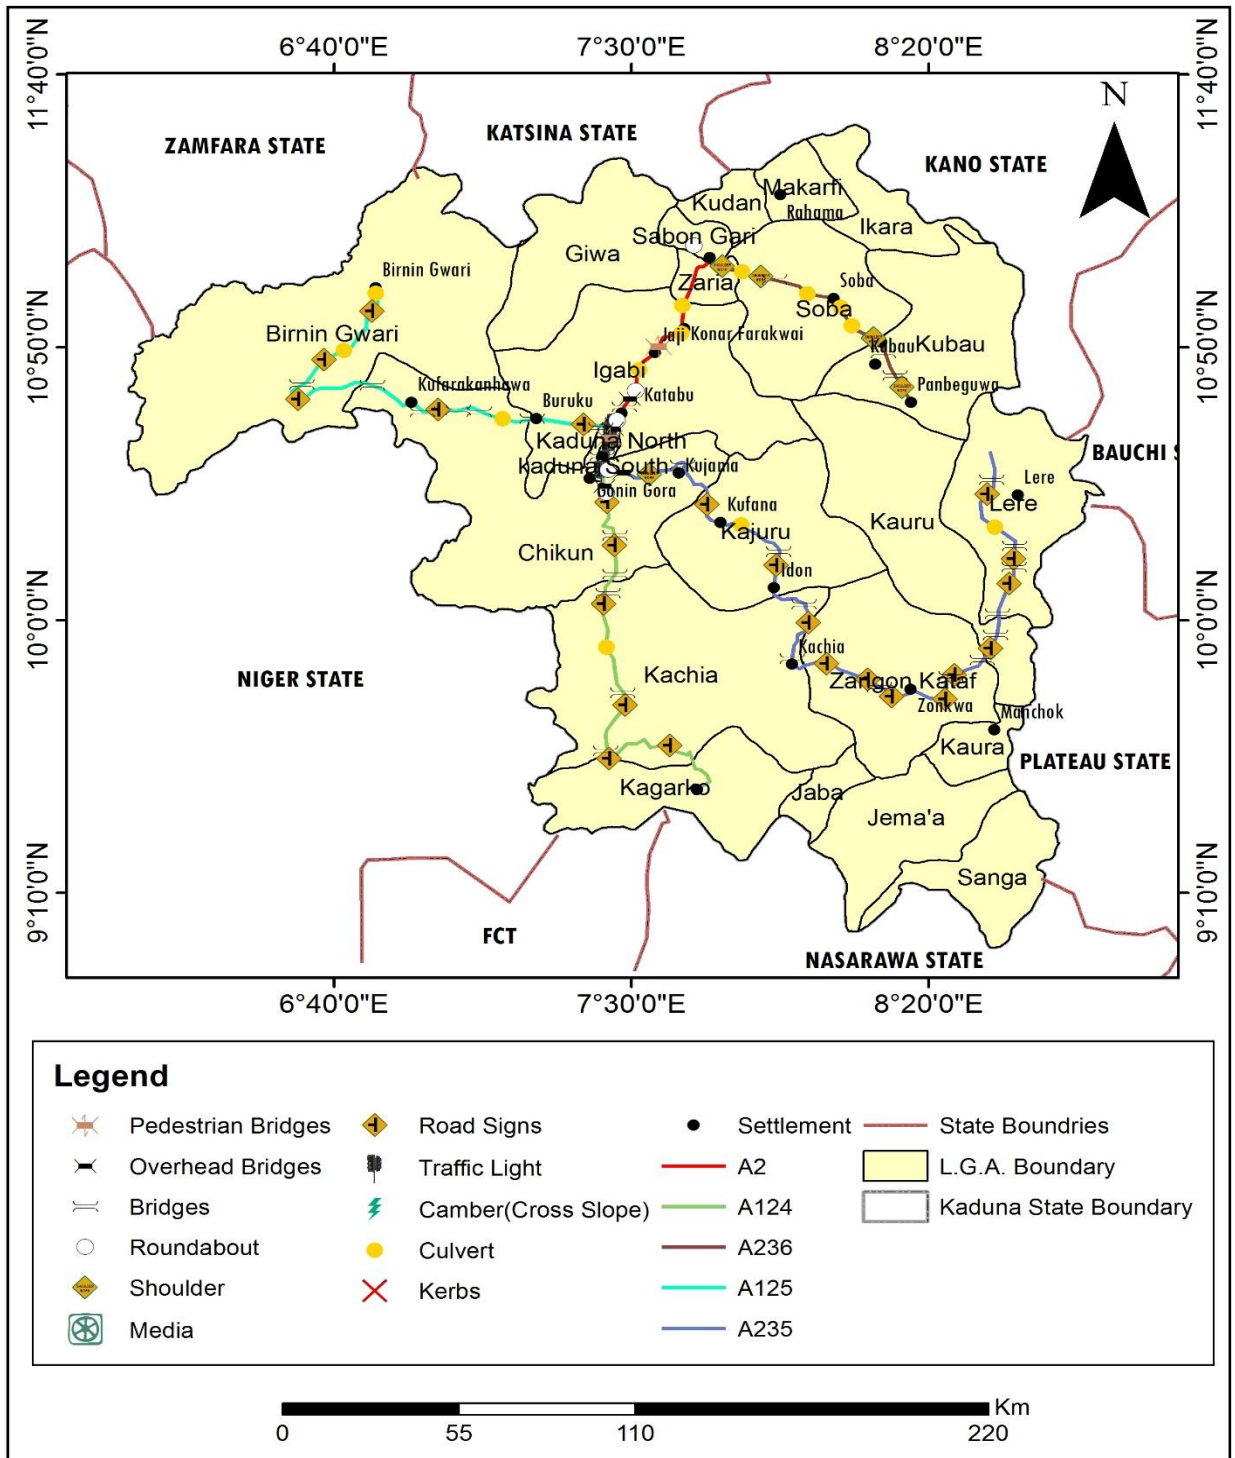 6°40'0"E 7°30'0"E 8°20'0"E
11°40'0"N 11°40'0"N
N
ZAMFARA STATE
KATSINA STATE
KANO STATE
Makarfi
Kudan
Rahama
Ikara
Sabon Gari
Giwa
Birnin Gwari
Zaria
Soba
Soba
Birnin Gwari
Jaji
Konar Farakwai
Kubau
Kubau
10°50'0"N 10°50'0"N
Igabi
Kufarakanhawa
Katabu
Panbeguwa
Buruku
Kaduna North
BAUCHI S
kaduna South
Kujama
Lere
Gonin Gora
Kufana
Lere
Kauru
Kajuru
Chikun
Idon
10°0'0"N 10°0'0"N
Kachia
Kachia
NIGER STATE
Zangon Kataf
Zonkwa
Manchok
Kaura
PLATEAU STATE
Kagarko
Jaba
Jema'a
Sanga
9°10'0"N 9°10'0"N
FCT
NASARAWA STATE
6°40'0"E 7°30'0"E 8°20'0"E
Legend
Pedestrian Bridges
Overhead Bridges
Bridges
Roundabout
Shoulder
Media
Road Signs
Traffic Light
Camber(Cross Slope)
Culvert
Kerbs
Settlement
A2
A124
A236
A125
A235
State Boundries
L.G.A. Boundary
Kaduna State Boundary
Km
0 55 110 220